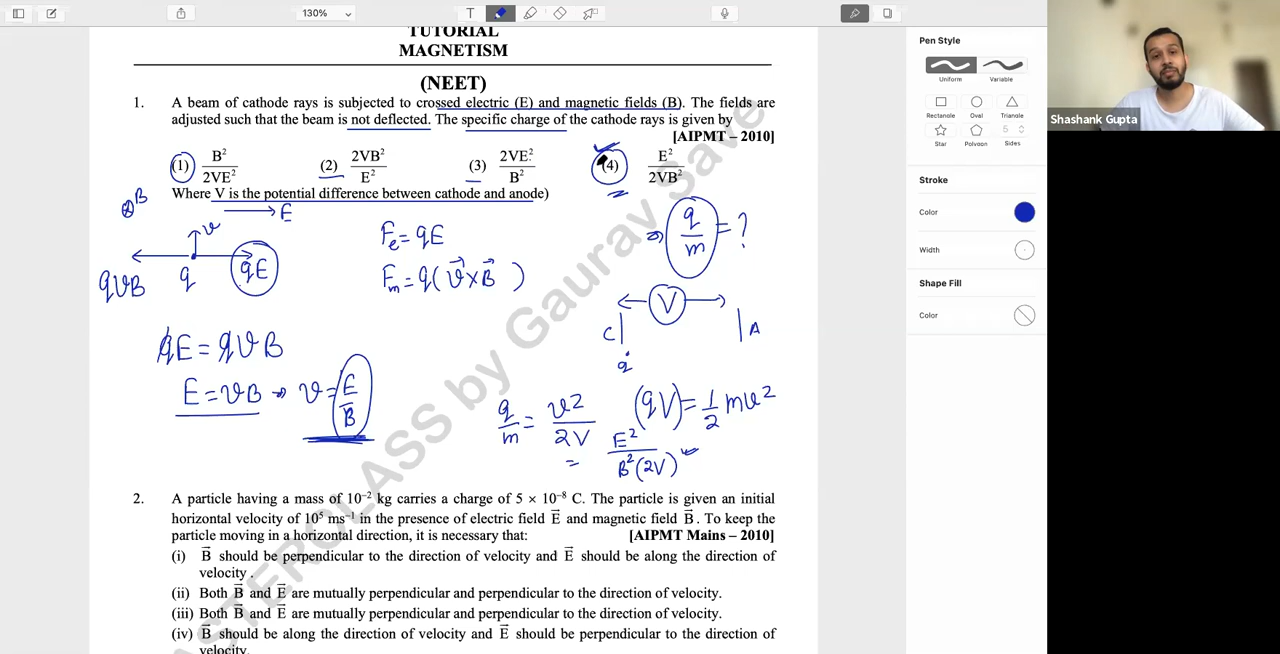 130%
TUTORIAL
MAGNETISM
(NEET)
1. A beam of cathode rays is subjected to crossed electric (E) and magnetic fields (B). The fields are
adjusted such that the beam is not deflected. The specific charge of the cathode rays is given by
[AIPMT – 2010]
(1) B²/2VE² (2) 2VB²/E² (3) 2VE²/B² (4) E²/2VB²
Where V is the potential difference between cathode and anode)
⊗B
→ E
v
qvB q qE
Fe = qE
Fm = q(v⃗ × B⃗)
⇒ q/m = ?
V
C A
q
qE = qvB
E = vB ⇒ v = E/B
(qV) = 1/2 mv²
q/m = v²/2V
= E²/B²(2V)
2. A particle having a mass of 10⁻² kg carries a charge of 5 × 10⁻⁸ C. The particle is given an initial
horizontal velocity of 10⁵ ms⁻¹ in the presence of electric field E⃗ and magnetic field B⃗. To keep the
particle moving in a horizontal direction, it is necessary that: [AIPMT Mains – 2010]
(i) B⃗ should be perpendicular to the direction of velocity and E⃗ should be along the direction of
velocity.
(ii) Both B⃗ and E⃗ are mutually perpendicular and perpendicular to the direction of velocity.
(iii) Both B⃗ and E⃗ are mutually perpendicular and perpendicular to the direction of velocity.
(iv) B⃗ should be along the direction of velocity and E⃗ should be perpendicular to the direction of
velocity.
ASTEROLASS by Gaurav Save
Pen Style
Uniform Variable
Rectangle Oval Triangle
Star Polygon Sides
5
Stroke
Color
Width
Shape Fill
Color
Shashank Gupta